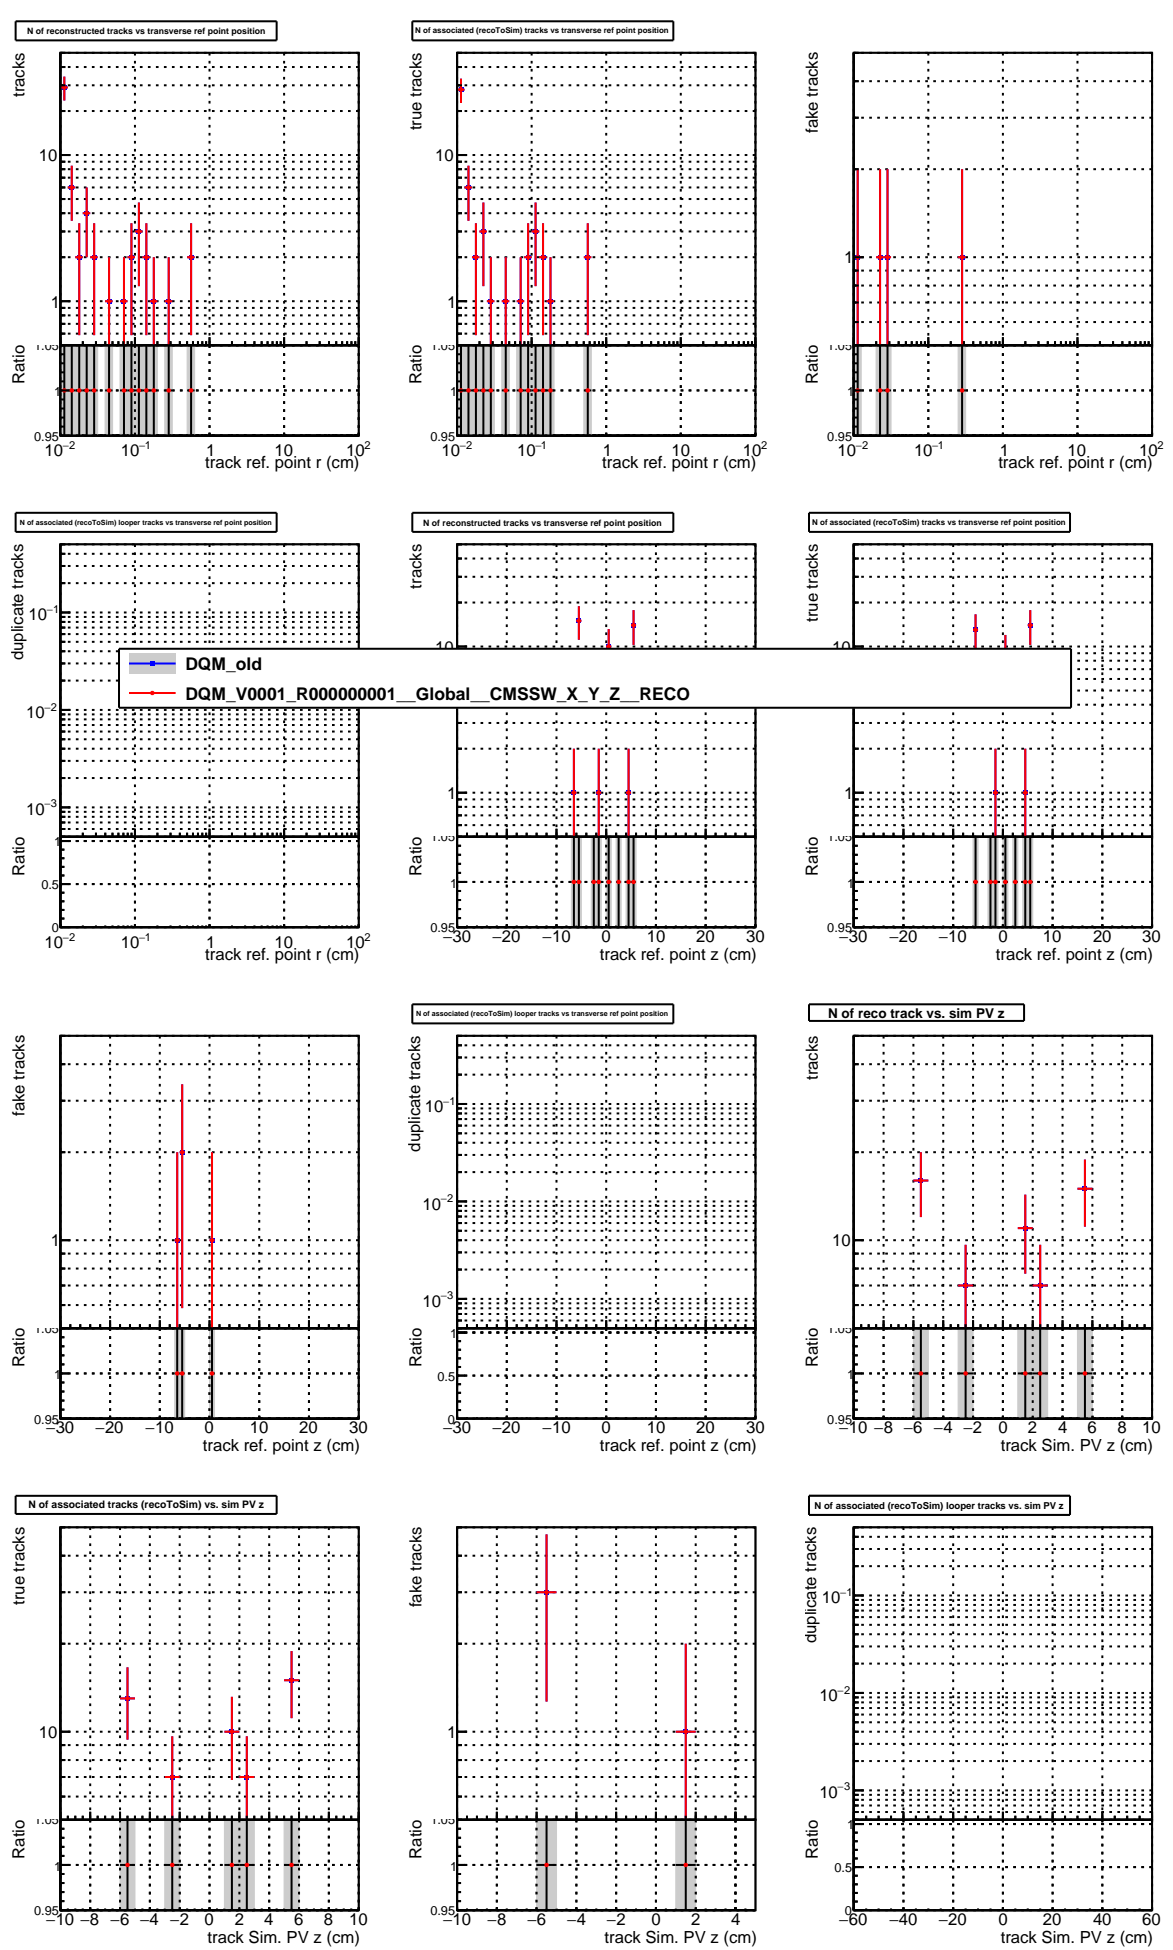 N of reconstructed tracks vs transverse ref point position
tracks
10
1
Ratio
1.05
1
0.95
10−2 10−1 1 10 102
track ref. point r (cm)
N of associated (recoToSim) tracks vs transverse ref point position
true tracks
10
1
Ratio
1.05
1
0.95
10−2 10−1 1 10 102
track ref. point r (cm)
fake tracks
1
Ratio
1.05
1
0.95
10−2 10−1 1 10 102
track ref. point r (cm)
N of associated (recoToSim) looper tracks vs transverse ref point position
duplicate tracks
10−1
10−2
10−3
Ratio
1
0.5
0
10−2 10−1 1 10 102
track ref. point r (cm)
N of reconstructed tracks vs transverse ref point position
tracks
10
1
Ratio
1.05
1
0.95
−30 −20 −10 0 10 20 30
track ref. point z (cm)
N of associated (recoToSim) tracks vs transverse ref point position
true tracks
10
1
Ratio
1.05
1
0.95
−30 −20 −10 0 10 20 30
track ref. point z (cm)
DQM_old
DQM_V0001_R000000001__Global__CMSSW_X_Y_Z__RECO
fake tracks
1
Ratio
1.05
1
0.95
−30 −20 −10 0 10 20 30
track ref. point z (cm)
N of associated (recoToSim) looper tracks vs transverse ref point position
duplicate tracks
10−1
10−2
10−3
Ratio
1
0.5
0
−30 −20 −10 0 10 20 30
track ref. point z (cm)
N of reco track vs. sim PV z
tracks
10
Ratio
1.05
1
0.95
−10 −8 −6 −4 −2 0 2 4 6 8 10
track Sim. PV z (cm)
N of associated tracks (recoToSim) vs. sim PV z
true tracks
10
Ratio
1.05
1
0.95
−10 −8 −6 −4 −2 0 2 4 6 8 10
track Sim. PV z (cm)
fake tracks
1
Ratio
1.05
1
0.95
−10 −8 −6 −4 −2 0 2 4
track Sim. PV z (cm)
N of associated (recoToSim) looper tracks vs. sim PV z
duplicate tracks
10−1
10−2
10−3
Ratio
1
0.5
0
−60 −40 −20 0 20 40 60
track Sim. PV z (cm)